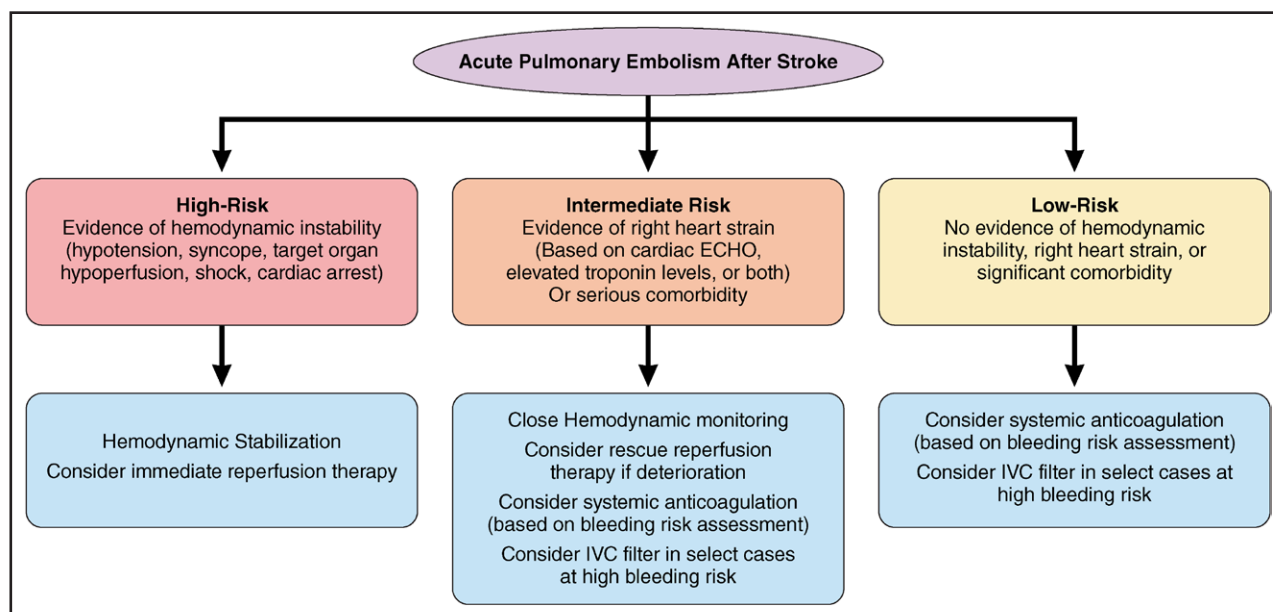 Acute Pulmonary Embolism After Stroke
High-Risk
Evidence of hemodynamic instability
(hypotension, syncope, target organ
hypoperfusion, shock, cardiac arrest)
Intermediate Risk
Evidence of right heart strain
(Based on cardiac ECHO,
elevated troponin levels, or both)
Or serious comorbidity
Low-Risk
No evidence of hemodynamic
instability, right heart strain, or
significant comorbidity
Hemodynamic Stabilization
Consider immediate reperfusion therapy
Close Hemodynamic monitoring
Consider rescue reperfusion
therapy if deterioration
Consider systemic anticoagulation
(based on bleeding risk assessment)
Consider IVC filter in select cases
at high bleeding risk
Consider systemic anticoagulation
(based on bleeding risk assessment)
Consider IVC filter in select cases at
high bleeding risk